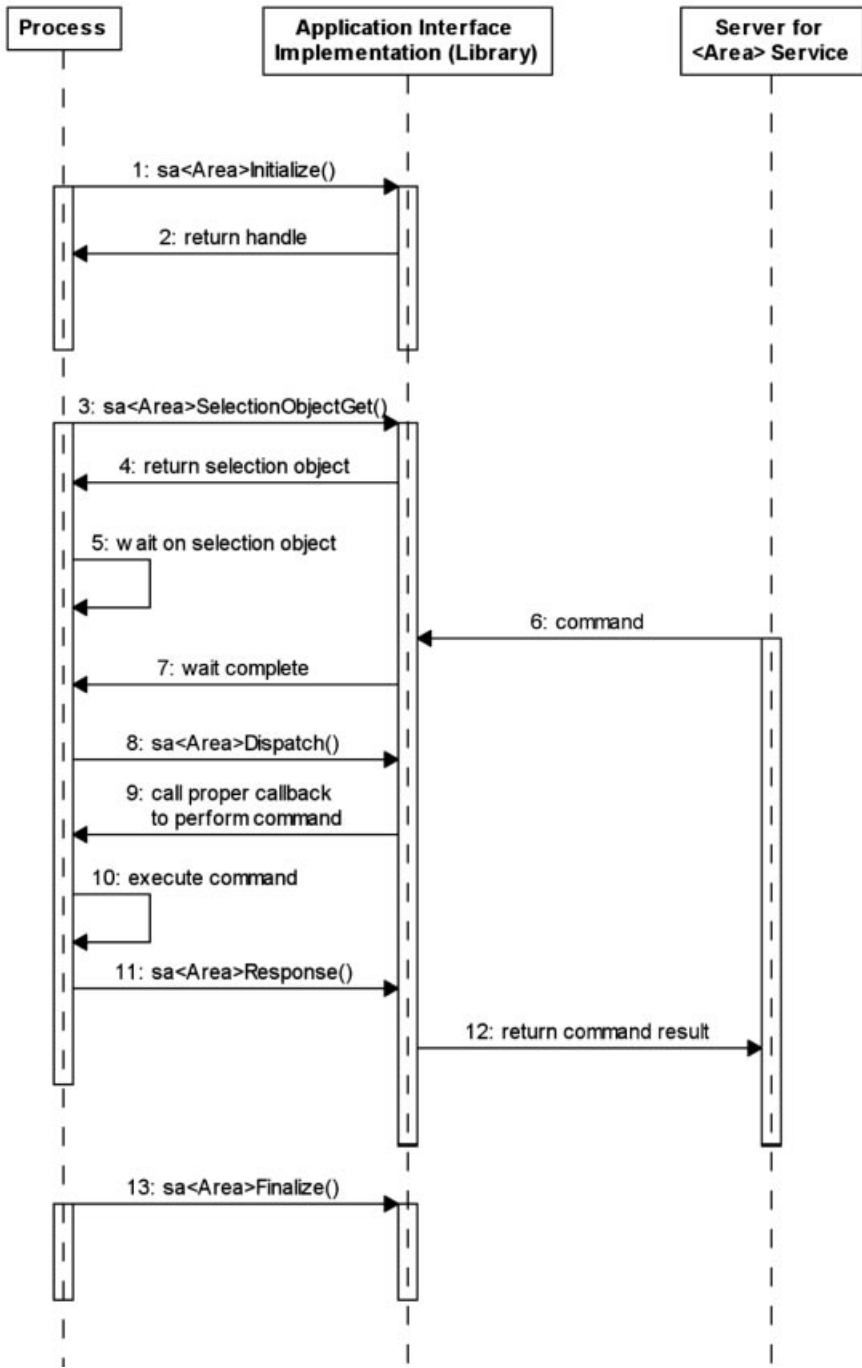 Process
Application Interface
Implementation (Library)
Server for
<Area> Service
1: sa<Area>Initialize()
2: return handle
3: sa<Area>SelectionObjectGet()
4: return selection object
5: wait on selection object
6: command
7: wait complete
8: sa<Area>Dispatch()
9: call proper callback
to perform command
10: execute command
11: sa<Area>Response()
12: return command result
13: sa<Area>Finalize()